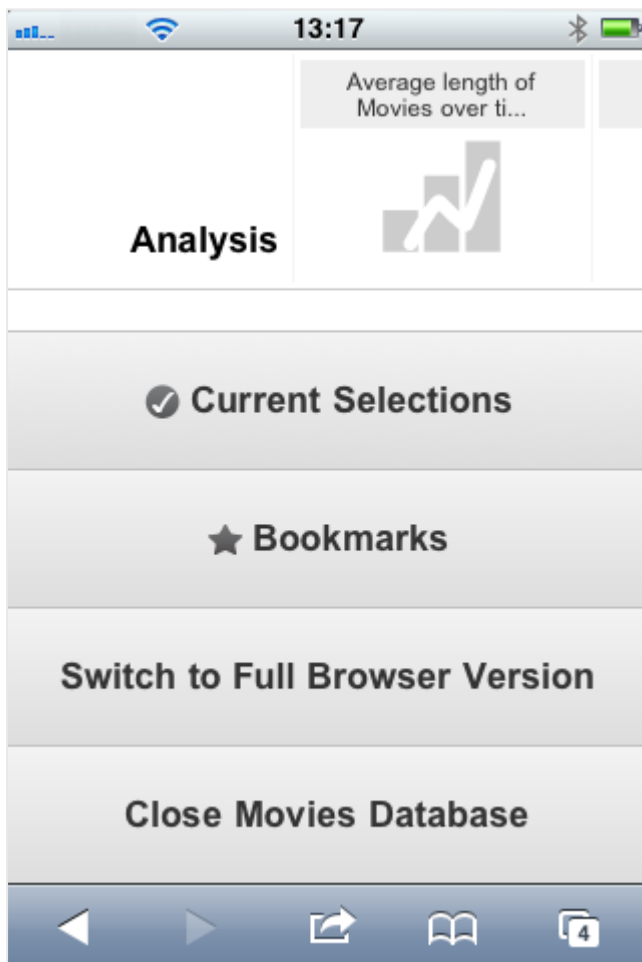 13:17
Average length of
Movies over ti...
Analysis
Current Selections
Bookmarks
Switch to Full Browser Version
Close Movies Database
4